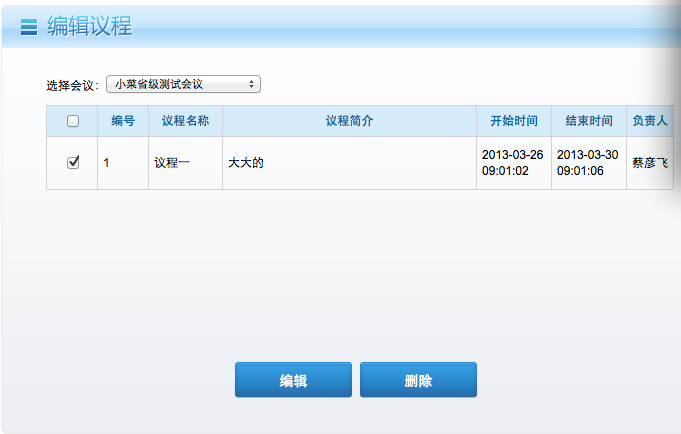 编辑议程
选择会议： 小菜省级测试会议
编号 议程名称 议程简介 开始时间 结束时间 负责人
1 议程一 大大的 2013-03-26 09:01:02 2013-03-30 09:01:06 蔡彦飞
编辑 删除